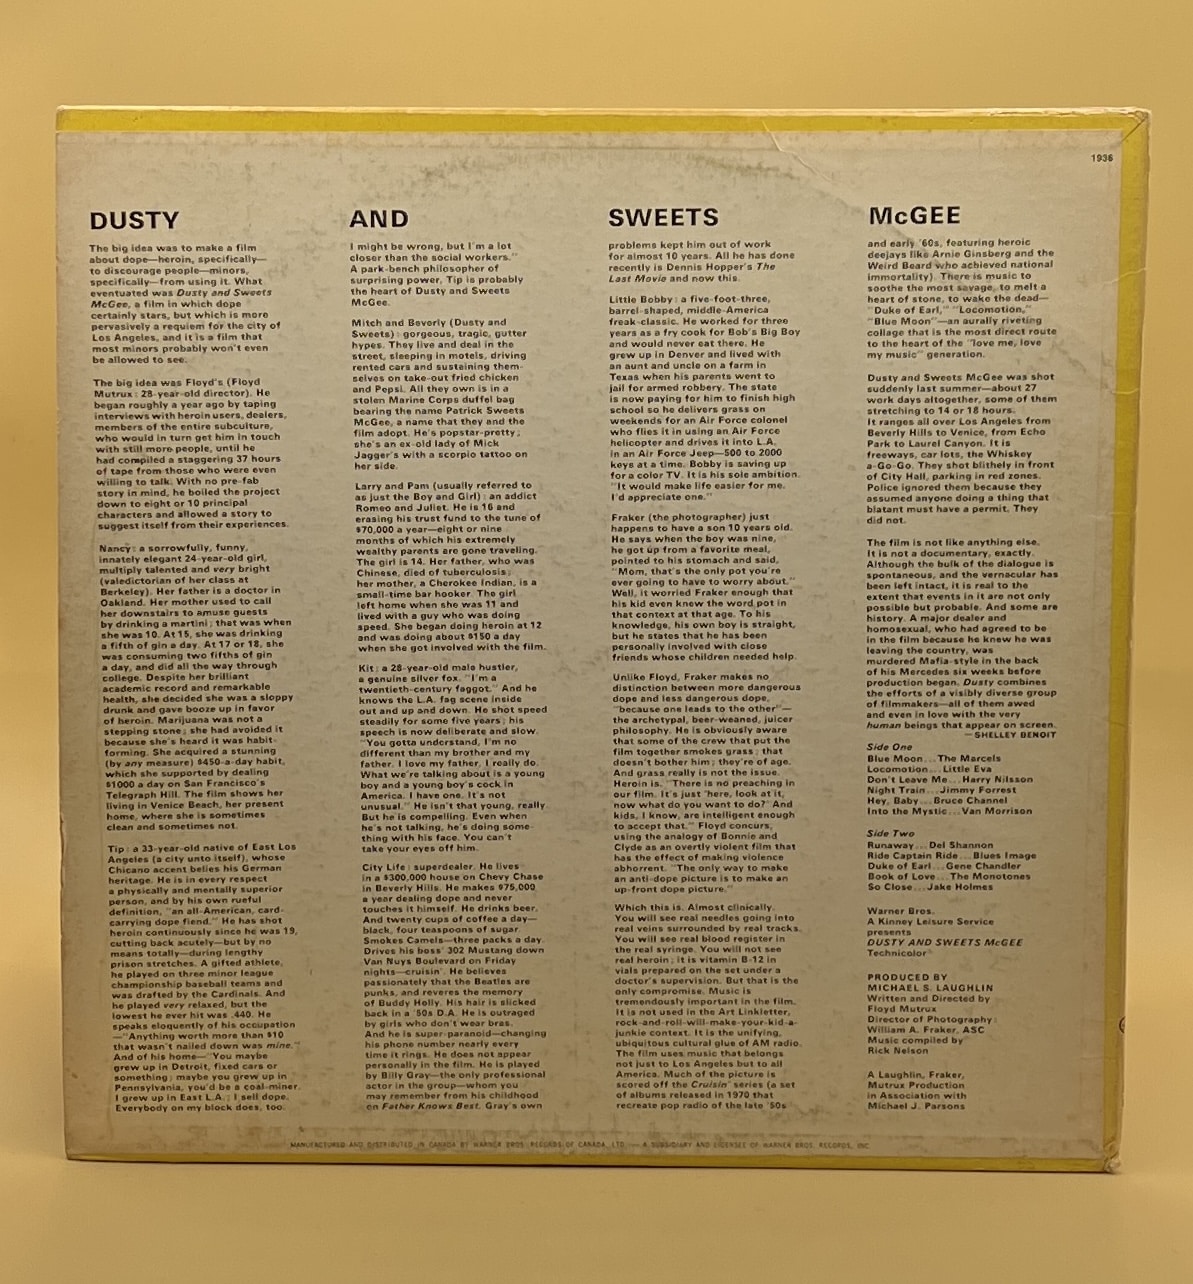 1936
DUSTY
The big idea was to make a film
about dope—heroin, specifically—
to discourage people—minors,
specifically—from using it. What
eventuated was Dusty and Sweets
McGee, a film in which dope
certainly stars, but which is more
pervasively a requiem for the city of
Los Angeles, and it is a film that
most minors probably won't even
be allowed to see.
The big idea was Floyd's (Floyd
Mutrux: 28-year-old director). He
began roughly a year ago by taping
interviews with heroin users, dealers,
members of the entire subculture,
who would in turn get him in touch
with still more people, until he
had compiled a staggering 37 hours
of tape from those who were even
willing to talk. With no pre-fab
story in mind, he boiled the project
down to eight or 10 principal
characters and allowed a story to
suggest itself from their experiences.
Nancy: a sorrowfully, funny,
innately elegant 24-year-old girl,
multiply talented and very bright
(valedictorian of her class at
Berkeley). Her father is a doctor in
Oakland. Her mother used to call
her downstairs to amuse guests
by drinking a martini; that was when
she was 10. At 15, she was drinking
a fifth of gin a day. At 17 or 18, she
was consuming two fifths of gin
a day, and did all the way through
college. Despite her brilliant
academic record and remarkable
health, she decided she was a sloppy
drunk and gave booze up in favor
of heroin. Marijuana was not a
stepping stone; she had avoided it
because she's heard it was habit-
forming. She acquired a stunning
(by any measure) $450-a-day habit,
which she supported by dealing
$1000 a day on San Francisco's
Telegraph Hill. The film shows her
living in Venice Beach, her present
home, where she is sometimes
clean and sometimes not.
Tip: a 33-year-old native of East Los
Angeles (a city unto itself), whose
Chicano accent belies his German
heritage. He is in every respect
a physically and mentally superior
person, and by his own rueful
definition, "an all-American, card-
carrying dope fiend." He has shot
heroin continuously since he was 19,
cutting back acutely—but by no
means totally—during lengthy
prison stretches. A gifted athlete,
he played on three minor league
championship baseball teams and
was drafted by the Cardinals. And
he played very relaxed, but the
lowest he ever hit was .440. He
speaks eloquently of his occupation
—"Anything worth more than $10
that wasn't nailed down was mine."
And of his home—"You maybe
grew up in Detroit, fixed cars or
something; maybe you grew up in
Pennsylvania, you'd be a coal-miner.
I grew up in East L.A.; I sell dope.
Everybody on my block does, too.
AND
I might be wrong, but I'm a lot
closer than the social workers."
A park-bench philosopher of
surprising power, Tip is probably
the heart of Dusty and Sweets
McGee.
Mitch and Beverly (Dusty and
Sweets): gorgeous, tragic, gutter
hypes. They live and deal in the
street, sleeping in motels, driving
rented cars and sustaining them-
selves on take-out fried chicken
and Pepsi. All they own is in a
stolen Marine Corps duffel bag
bearing the name Patrick Sweets
McGee, a name that they and the
film adopt. He's popstar-pretty;
she's an ex-old lady of Mick
Jagger's with a scorpio tattoo on
her side.
Larry and Pam (usually referred to
as just the Boy and Girl): an addict
Romeo and Juliet. He is 16 and
erasing his trust fund to the tune of
$70,000 a year—eight or nine
months of which his extremely
wealthy parents are gone traveling.
The girl is 14. Her father, who was
Chinese, died of tuberculosis;
her mother, a Cherokee Indian, is a
small-time bar hooker. The girl
left home when she was 11 and
lived with a guy who was doing
speed. She began doing heroin at 12
and was doing about $150 a day
when she got involved with the film.
Kit: a 28-year-old male hustler,
a genuine silver fox. "I'm a
twentieth-century faggot." And he
knows the L.A. fag scene inside
out and up and down. He shot speed
steadily for some five years; his
speech is now deliberate and slow.
"You gotta understand, I'm no
different than my brother and my
father. I love my father, I really do.
What we're talking about is a young
boy and a young boy's cock in
America. I have one. It's not
unusual." He isn't that young, really.
But he is compelling. Even when
he's not talking, he's doing some-
thing with his face. You can't
take your eyes off him.
City Life: superdealer. He lives
in a $300,000 house on Chevy Chase
in Beverly Hills. He makes $75,000
a year dealing dope and never
touches it himself. He drinks beer.
And twenty cups of coffee a day—
black, four teaspoons of sugar.
Smokes Camels—three packs a day.
Drives his boss '302 Mustang down
Van Nuys Boulevard on Friday
nights—cruisin'. He believes
passionately that the Beatles are
punks, and reveres the memory
of Buddy Holly. His hair is slicked
back in a '50s D.A. He is outraged
by girls who don't wear bras.
And he is super-paranoid—changing
his phone number nearly every
time it rings. He does not appear
personally in the film. He is played
by Billy Gray—the only professional
actor in the group—whom you
may remember from his childhood
on Father Knows Best. Gray's own
SWEETS
problems kept him out of work
for almost 10 years. All he has done
recently is Dennis Hopper's The
Last Movie and now this.
Little Bobby: a five-foot-three,
barrel-shaped, middle-America
freak-classic. He worked for three
years as a fry cook for Bob's Big Boy
and would never eat there. He
grew up in Denver and lived with
an aunt and uncle on a farm in
Texas when his parents went to
jail for armed robbery. The state
is now paying for him to finish high
school so he delivers grass on
weekends for an Air Force colonel
who flies it in using an Air Force
helicopter and drives it into L.A.
in an Air Force Jeep—500 to 2000
keys at a time. Bobby is saving up
for a color TV. It is his sole ambition.
"It would make life easier for me.
I'd appreciate one."
Fraker (the photographer) just
happens to have a son 10 years old.
He says when the boy was nine,
he got up from a favorite meal,
pointed to his stomach and said,
"Mom, that's the only pot you're
ever going to have to worry about."
Well, it worried Fraker enough that
his kid even knew the word pot in
that context at that age. To his
knowledge, his own boy is straight,
but he states that he has been
personally involved with close
friends whose children needed help.
Unlike Floyd, Fraker makes no
distinction between more dangerous
dope and less dangerous dope,
"because one leads to the other"—
the archetypal, beer-weaned, juicer
philosophy. He is obviously aware
that some of the crew that put the
film together smokes grass; that
doesn't bother him; they're of age.
And grass really is not the issue.
Heroin is. "There is no preaching in
our film. It's just 'here, look at it,
now what do you want to do?' And
kids, I know, are intelligent enough
to accept that." Floyd concurs,
using the analogy of Bonnie and
Clyde as an overtly violent film that
has the effect of making violence
abhorrent. "The only way to make
an anti-dope picture is to make an
up-front dope picture."
Which this is. Almost clinically.
You will see real needles going into
real veins surrounded by real tracks.
You will see real blood register in
the real syringe. You will not see
real heroin; it is vitamin B-12 in
vials prepared on the set under a
doctor's supervision. But that is the
only compromise. Music is
tremendously important in the film.
It is not used in the Art Linkletter,
rock-and-roll-will-make-your-kid-a-
junkie context. It is the unifying,
ubiquitous cultural glue of AM radio.
The film uses music that belongs
not just to Los Angeles but to all
America. Much of the picture is
scored off the Cruisin' series (a set
of albums released in 1970 that
recreate pop radio of the late '50s
McGEE
and early '60s, featuring heroic
deejays like Arnie Ginsberg and the
Weird Beard who achieved national
immortality). There is music to
soothe the most savage, to melt a
heart of stone, to wake the dead—
"Duke of Earl," "Locomotion,"
"Blue Moon"—an aurally riveting
collage that is the most direct route
to the heart of the "love me, love
my music" generation.
Dusty and Sweets McGee was shot
suddenly last summer—about 27
work days altogether, some of them
stretching to 14 or 18 hours.
It ranges all over Los Angeles from
Beverly Hills to Venice, from Echo
Park to Laurel Canyon. It is
freeways, car lots, the Whiskey
a-Go-Go. They shot blithely in front
of City Hall, parking in red zones.
Police ignored them because they
assumed anyone doing a thing that
blatant must have a permit. They
did not.
The film is not like anything else.
It is not a documentary, exactly.
Although the bulk of the dialogue is
spontaneous, and the vernacular has
been left intact, it is real to the
extent that events in it are not only
possible but probable. And some are
history. A major dealer and
homosexual, who had agreed to be
in the film because he knew he was
leaving the country, was
murdered Mafia-style in the back
of his Mercedes six weeks before
production began. Dusty combines
the efforts of a visibly diverse group
of filmmakers—all of them awed
and even in love with the very
human beings that appear on screen.
—SHELLEY BENOIT
Side One
Blue Moon...The Marcels
Locomotion...Little Eva
Don't Leave Me...Harry Nilsson
Night Train...Jimmy Forrest
Hey, Baby...Bruce Channel
Into the Mystic...Van Morrison
Side Two
Runaway...Del Shannon
Ride Captain Ride...Blues Image
Duke of Earl...Gene Chandler
Book of Love...The Monotones
So Close...Jake Holmes
Warner Bros.
A Kinney Leisure Service
presents
DUSTY AND SWEETS McGEE
Technicolor®
PRODUCED BY
MICHAEL S. LAUGHLIN
Written and Directed by
Floyd Mutrux
Director of Photography:
William A. Fraker, ASC
Music compiled by
Rick Nelson
A Laughlin, Fraker,
Mutrux Production
in Association with
Michael J. Parsons
MANUFACTURED AND DISTRIBUTED IN CANADA BY WARNER BROS. RECORDS OF CANADA, LTD. — A SUBSIDIARY AND LICENSEE OF WARNER BROS. RECORDS, INC.